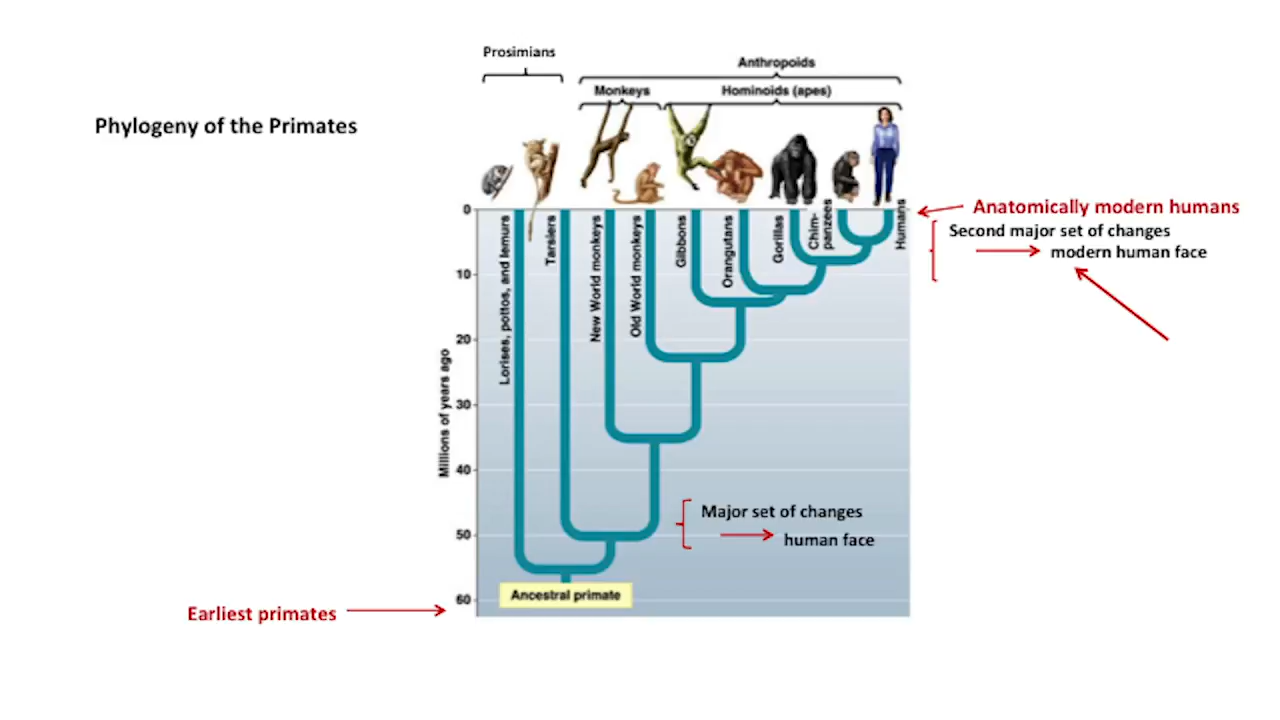 Prosimians
Anthropoids
Monkeys
Hominoids (apes)
Phylogeny of the Primates
0
10
20
30
40
50
60
Millions of years ago
Lorises, pottos, and lemurs
Tarsiers
New World monkeys
Old World monkeys
Gibbons
Orangutans
Gorillas
Chim-
panzees
Humans
Anatomically modern humans
Second major set of changes
modern human face
Major set of changes
human face
Ancestral primate
Earliest primates